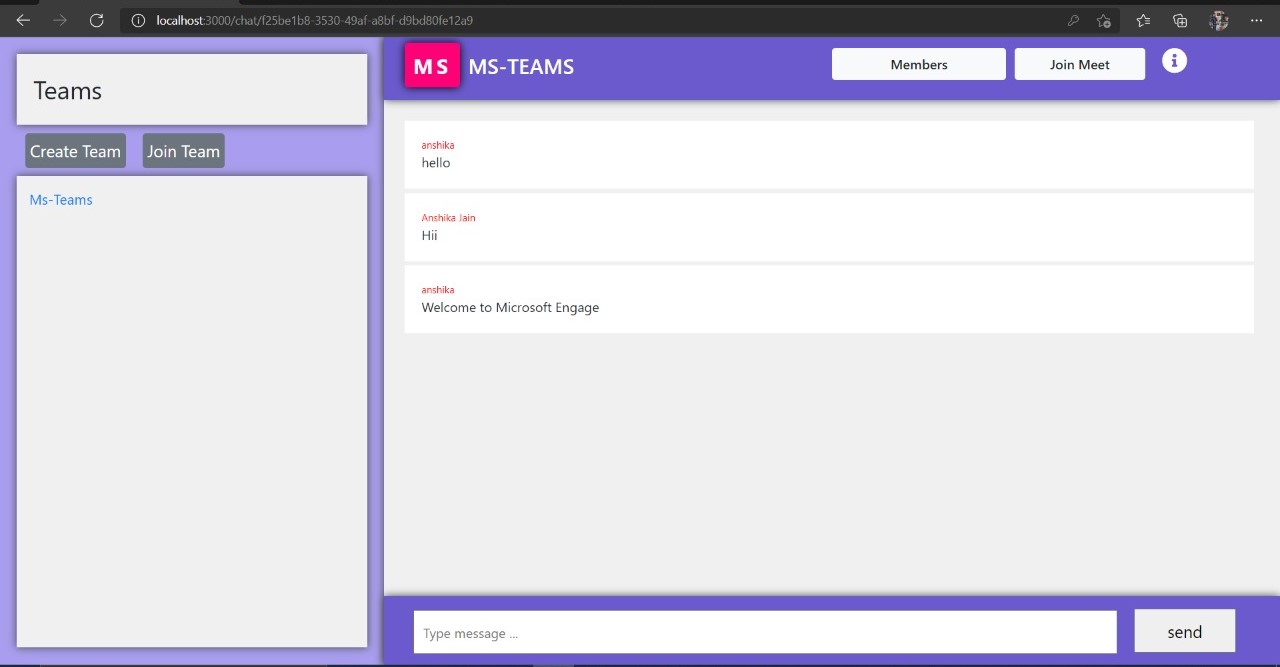 localhost:3000/chat/f25be1b8-3530-49af-a8bf-d9bd80fe12a9
Teams
Create Team Join Team
Ms-Teams
MS MS-TEAMS Members Join Meet
anshika
hello
Anshika Jain
Hii
anshika
Welcome to Microsoft Engage
Type message ... send